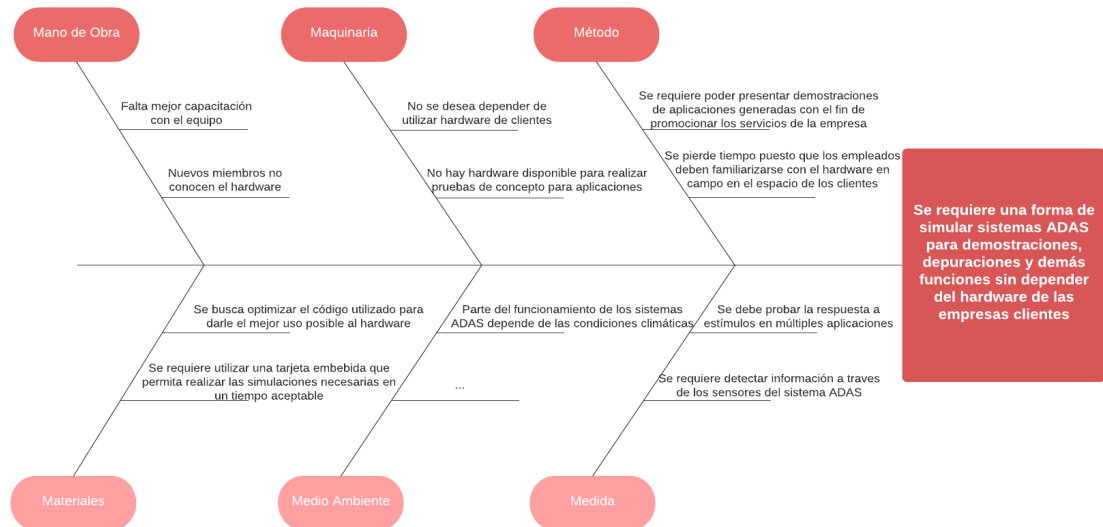 Mano de Obra
Maquinaria
Método
Falta mejor capacitación
con el equipo
Nuevos miembros no
conocen el hardware
No se desea depender de
utilizar hardware de clientes
No hay hardware disponible para realizar
pruebas de concepto para aplicaciones
Se requiere poder presentar demostraciones
de aplicaciones generadas con el fin de
promocionar los servicios de la empresa
Se pierde tiempo puesto que los empleados
deben familiarizarse con el hardware en
campo en el espacio de los clientes
Se requiere una forma de
simular sistemas ADAS
para demostraciones,
depuraciones y demás
funciones sin depender
del hardware de las
empresas clientes
Se busca optimizar el código utilizado para
darle el mejor uso posible al hardware
Se requiere utilizar una tarjeta embebida que
permita realizar las simulaciones necesarias en
un tiempo aceptable
Parte del funcionamiento de los sistemas
ADAS depende de las condiciones climáticas
...
Se debe probar la respuesta a
estímulos en múltiples aplicaciones
Se requiere detectar información a traves
de los sensores del sistema ADAS
Materiales
Medio Ambiente
Medida